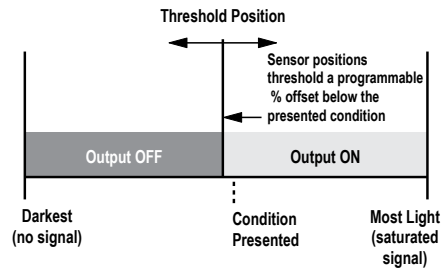 Threshold Position
Sensor positions
threshold a programmable
% offset below the
presented condition
Output OFF
Output ON
Darkest
(no signal)
Condition
Presented
Most Light
(saturated
signal)